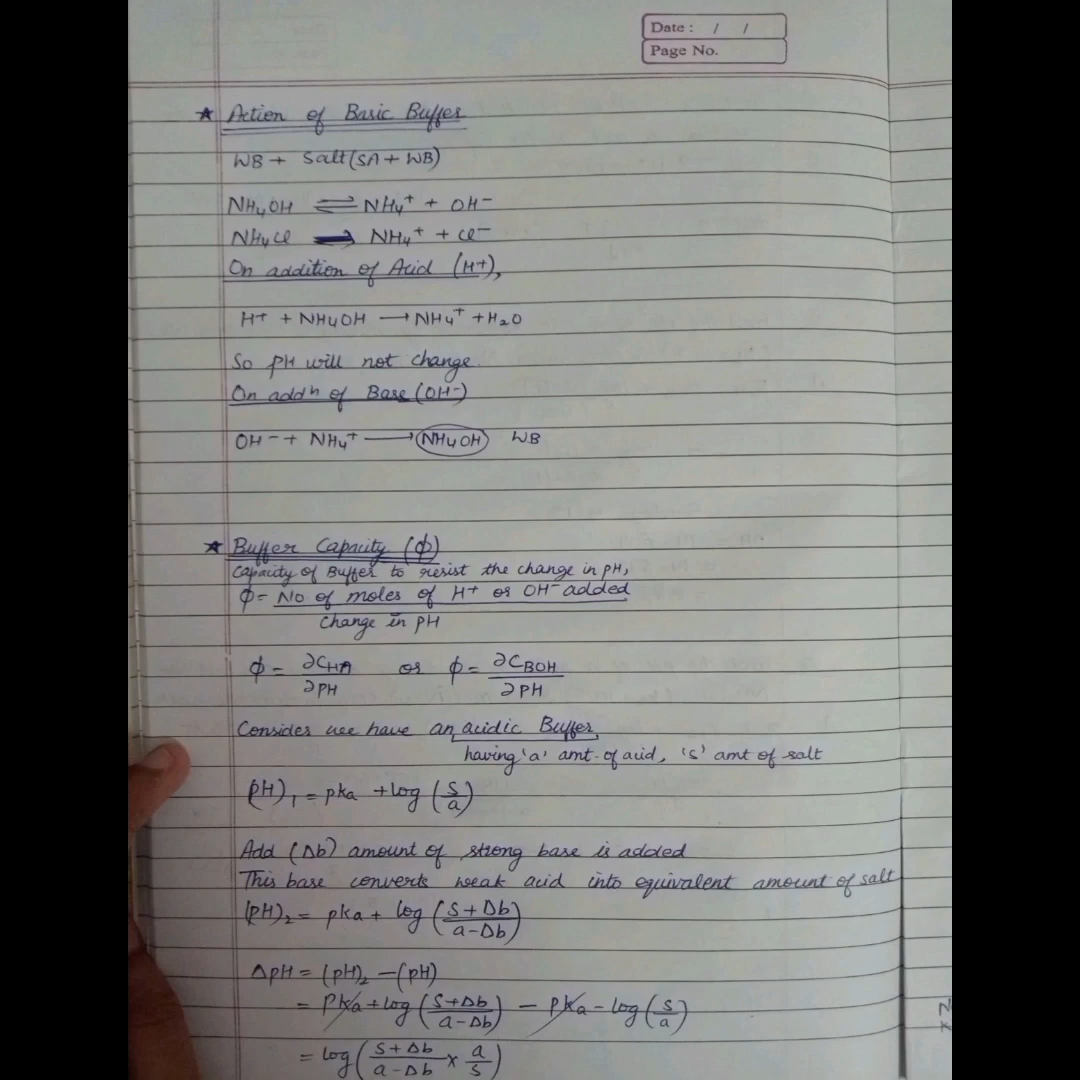 Date : / /
Page No.
★ Action of Basic Buffer
WB + Salt (SA + WB)
NH₄OH ⇌ NH₄⁺ + OH⁻
NH₄Cl → NH₄⁺ + Cl⁻
On addition of Acid (H⁺),
H⁺ + NH₄OH → NH₄⁺ + H₂O
So PH will not change.
On addⁿ of Base (OH⁻)
OH⁻ + NH₄⁺ → NH₄OH WB
★ Buffer Capacity (ϕ)
Capacity of Buffer to resist the change in pH,
ϕ = No of moles of H⁺ or OH⁻ added
Change in pH
ϕ = ∂CHA / ∂PH or ϕ = ∂CBOH / ∂PH
Consider we have an acidic Buffer,
having 'a' amt. of acid, 's' amt of salt
(pH)₁ = pka + log (S/a)
Add (Δb) amount of strong base is added
This base converts weak acid into equivalent amount of salt
(pH)₂ = pka + log (S + Δb / a - Δb)
ΔpH = (pH)₂ - (pH)
= Pka + log (S + Δb / a - Δb) - Pka - log (S/a)
= log (S + Δb / a - Δb × a/S)